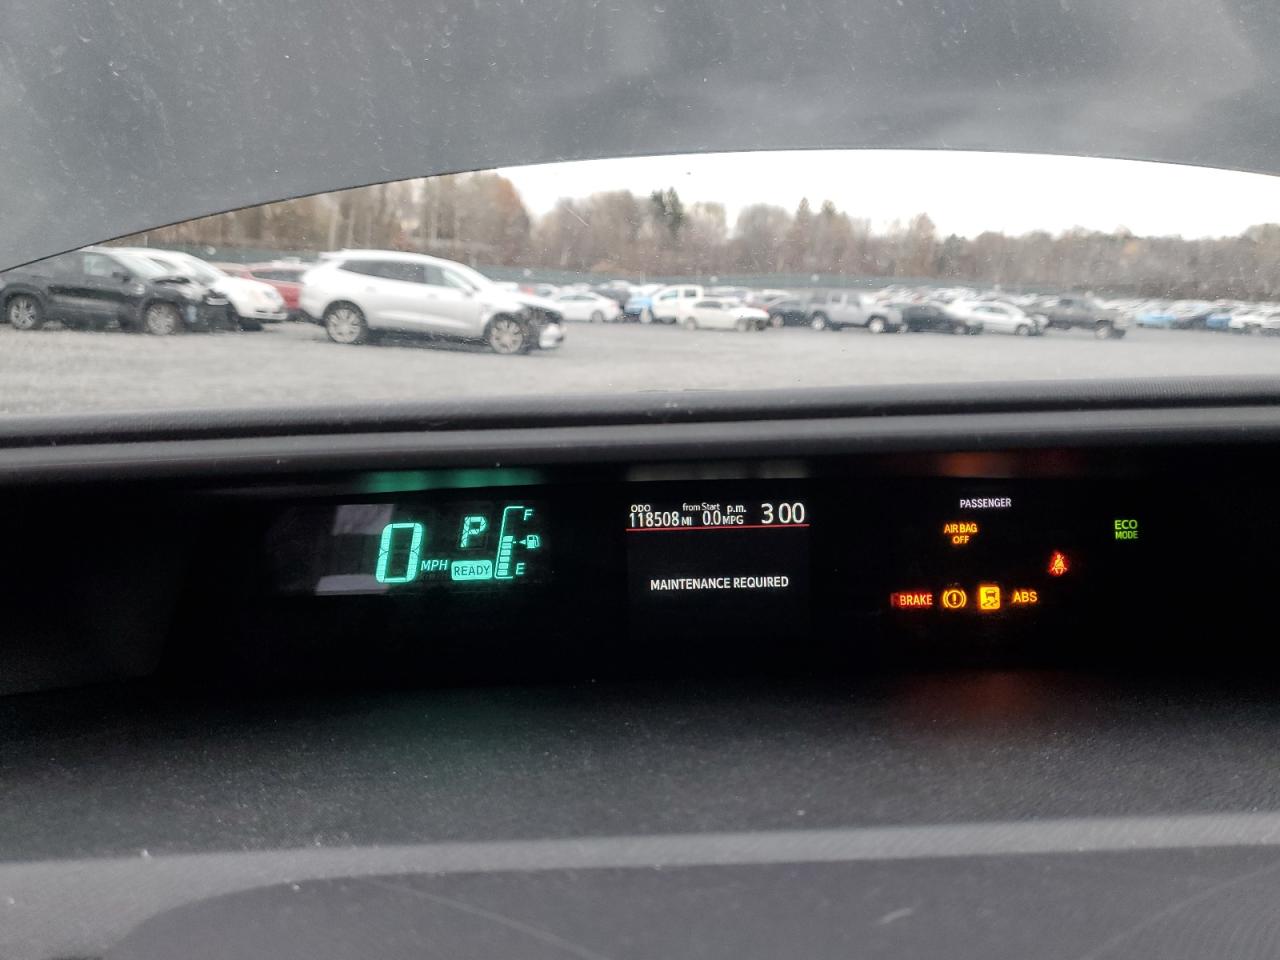 0 MPH
P
READY
F
E
ODO from Start p.m.
118508 MI 0.0 MPG 3 00
MAINTENANCE REQUIRED
PASSENGER
AIR BAG
OFF
ECO
MODE
BRAKE
ABS